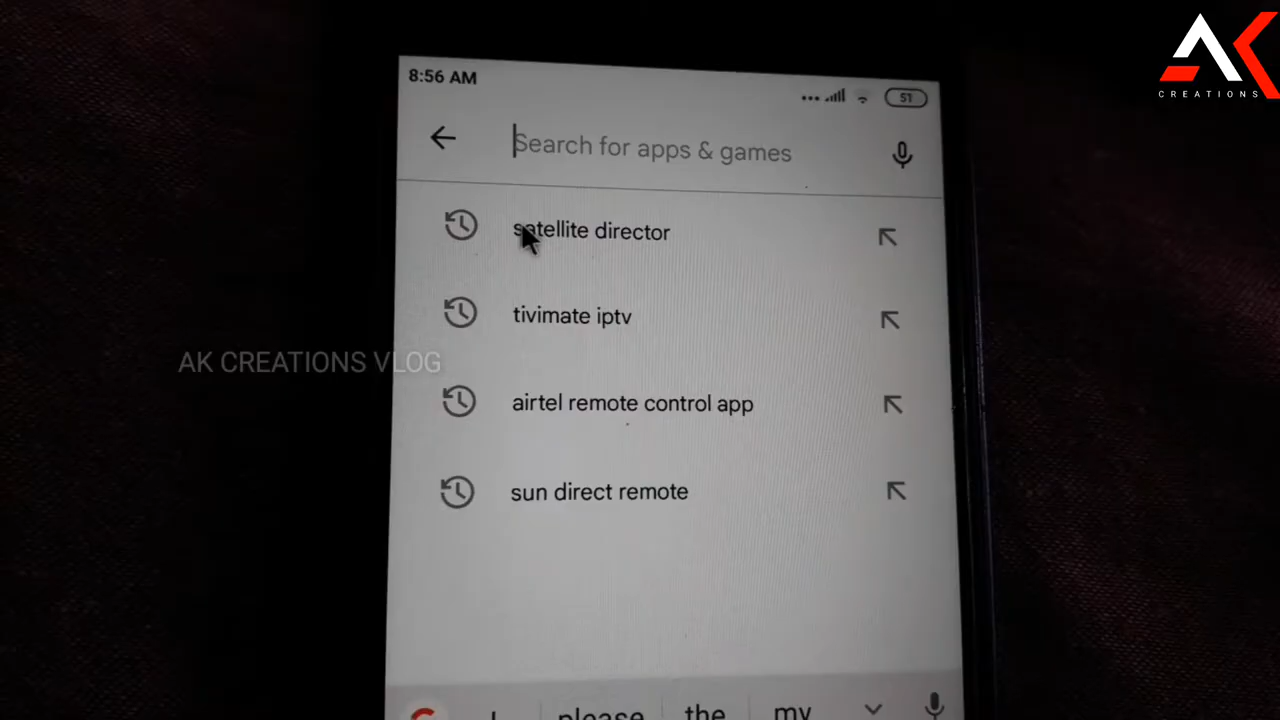 AK
CREATIONS
8:56 AM
51
Search for apps & games
satellite director
tivimate iptv
AK CREATIONS VLOG
airtel remote control app
sun direct remote
please the my